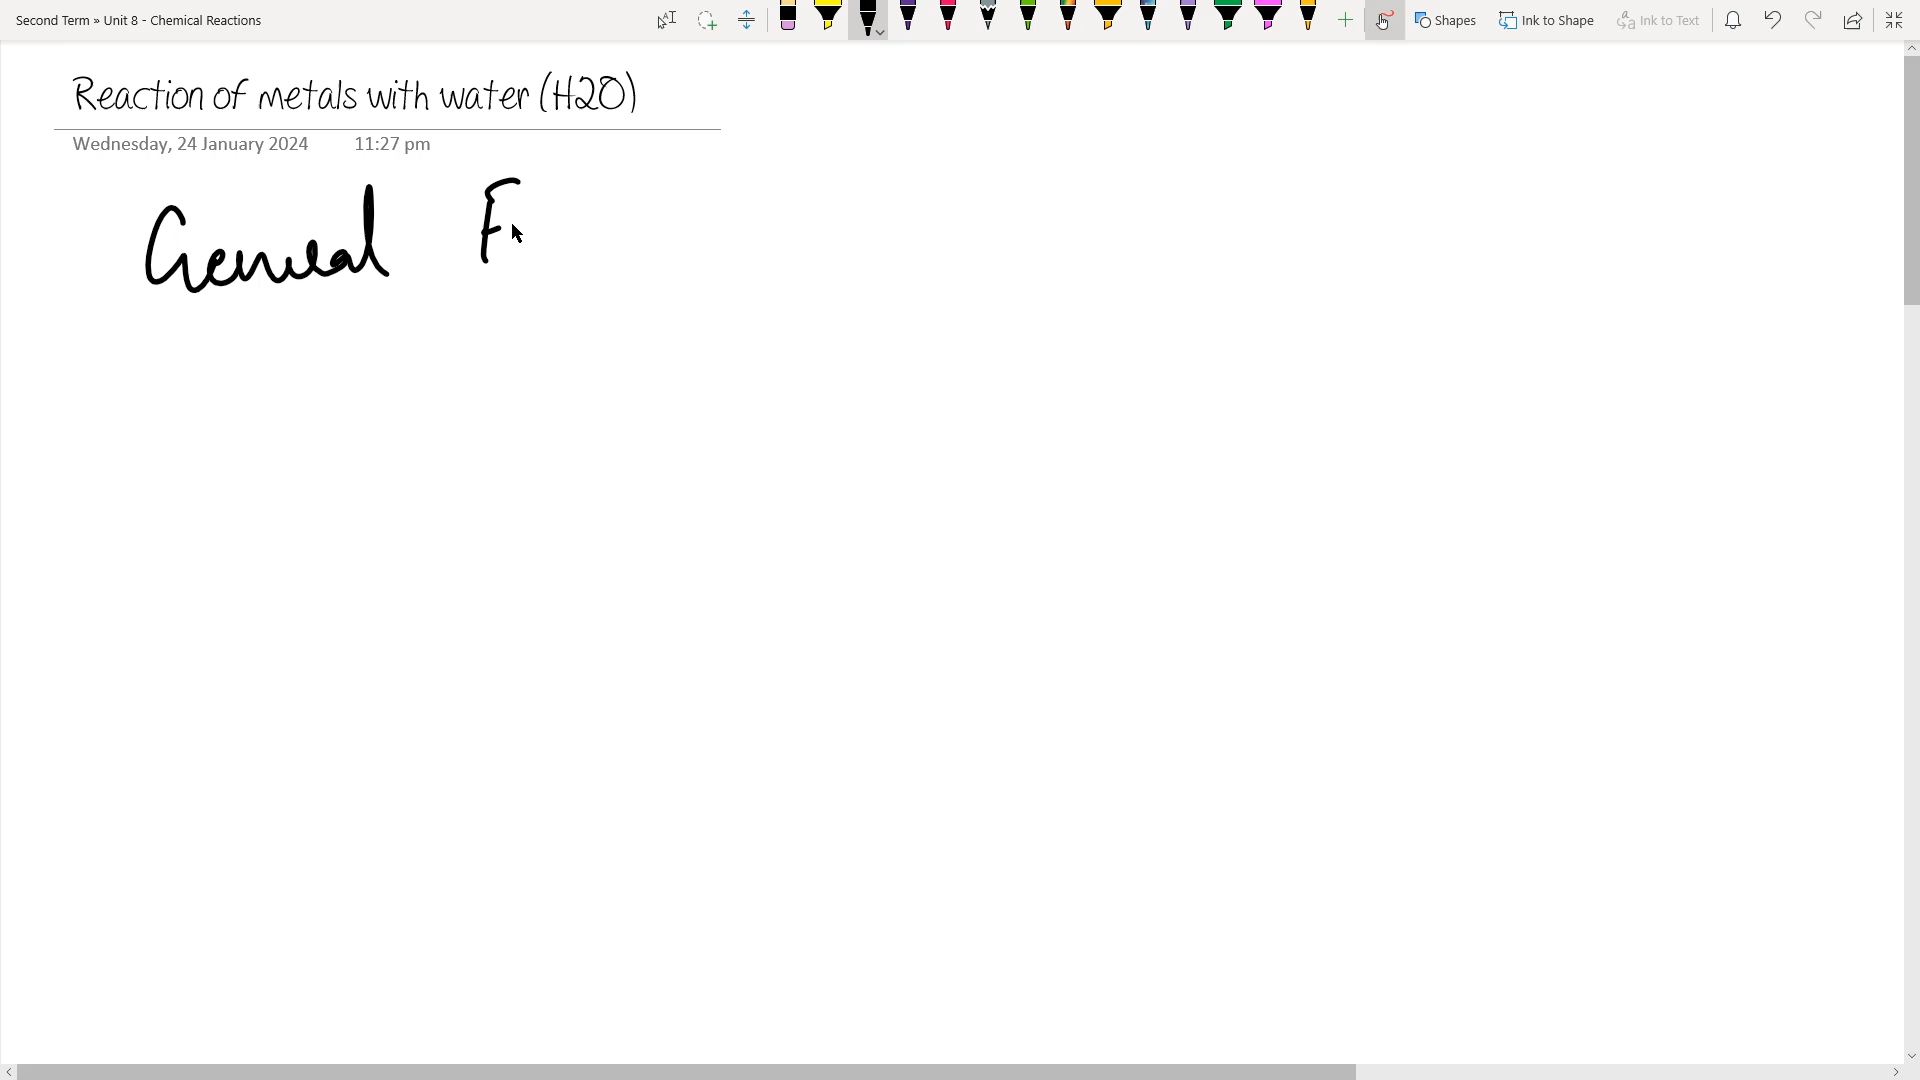 Second Term » Unit 8 - Chemical Reactions
Shapes
Ink to Shape
Ink to Text
Reaction of metals with water (H2O)
Wednesday, 24 January 2024 11:27 pm
General F